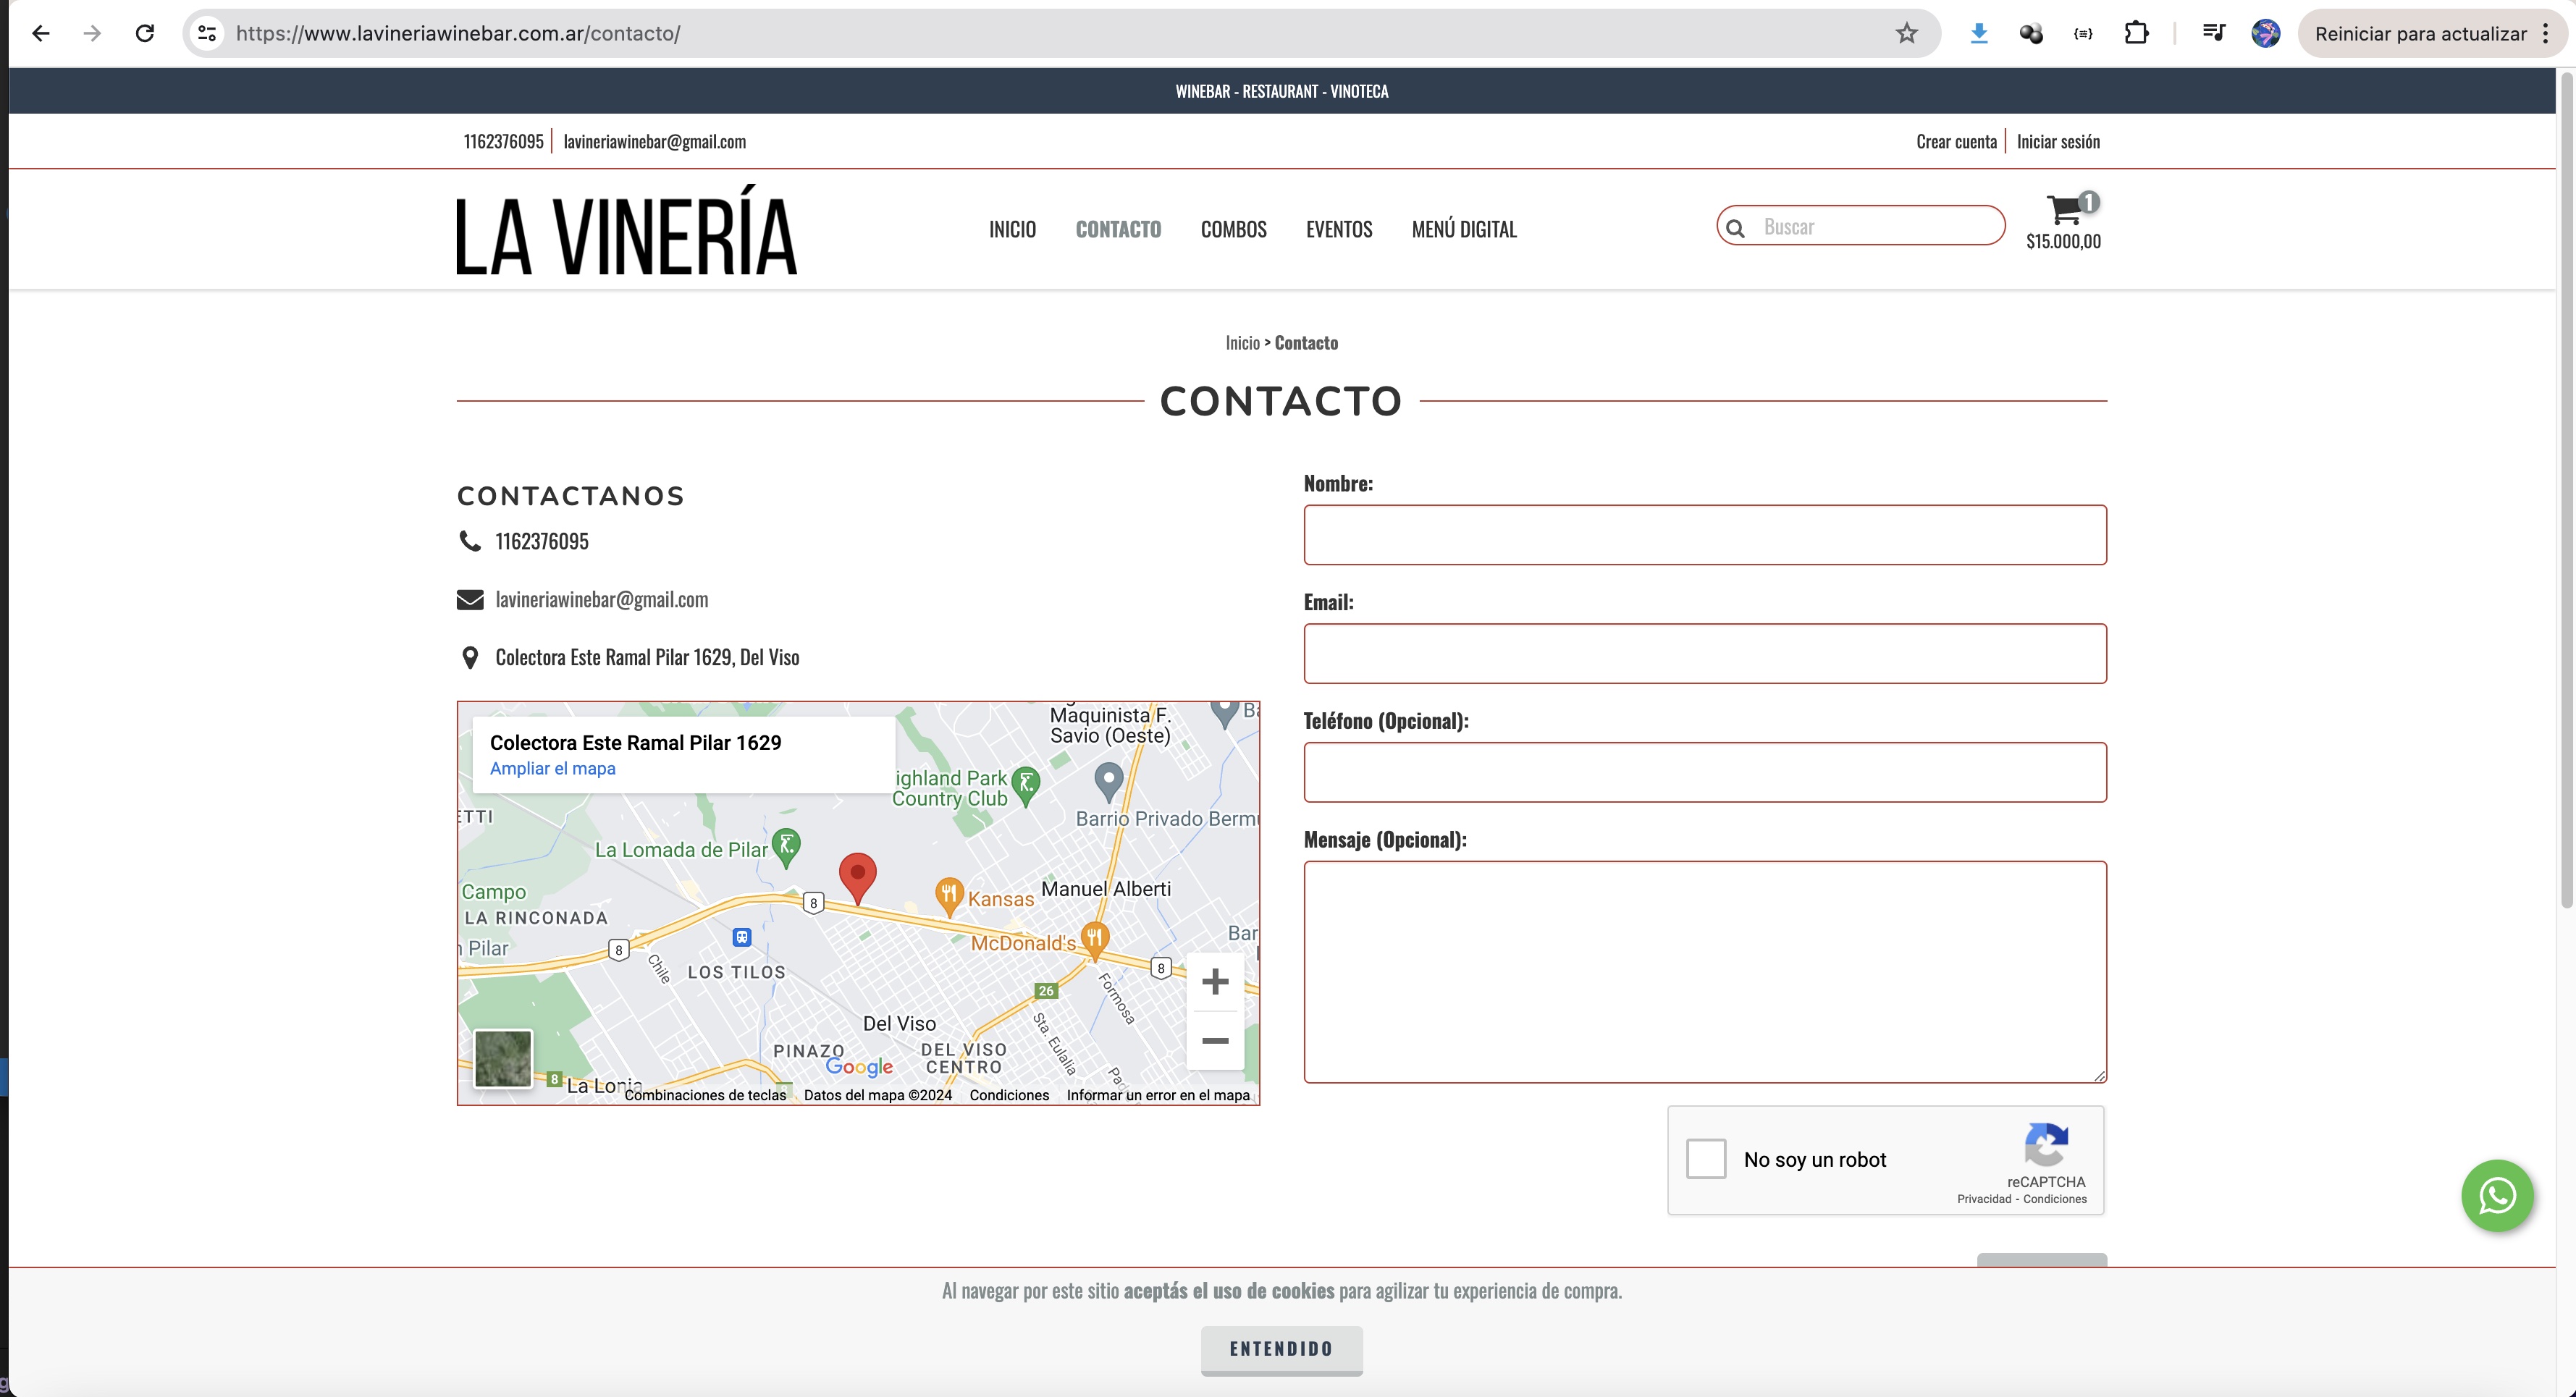 https://www.lavineriawinebar.com.ar/contacto/
Reiniciar para actualizar
WINEBAR - RESTAURANT - VINOTECA
1162376095
lavineriawinebar@gmail.com
Crear cuenta
Iniciar sesión
LA VINERÍA
INICIO
CONTACTO
COMBOS
EVENTOS
MENÚ DIGITAL
Buscar
1
$15.000,00
Inicio > Contacto
CONTACTO
CONTACTANOS
1162376095
lavineriawinebar@gmail.com
Colectora Este Ramal Pilar 1629, Del Viso
Colectora Este Ramal Pilar 1629
Ampliar el mapa
Maquinista F.
Savio (Oeste)
ighland Park
Country Club
Barrio Privado Bermu
ETTI
La Lomada de Pilar
Campo
LA RINCONADA
Pilar
8
8
Kansas
Manuel Alberti
McDonald's
Bar
8
Chile
LOS TILOS
26
Formosa
Sta. Eulalia
Del Viso
PINAZO
DEL VISO
CENTRO
Google
8
La Lonja
Combinaciones de teclas
Datos del mapa ©2024
Condiciones
Informar un error en el mapa
Nombre:
Email:
Teléfono (Opcional):
Mensaje (Opcional):
No soy un robot
reCAPTCHA
Privacidad - Condiciones
Al navegar por este sitio aceptás el uso de cookies para agilizar tu experiencia de compra.
ENTENDIDO